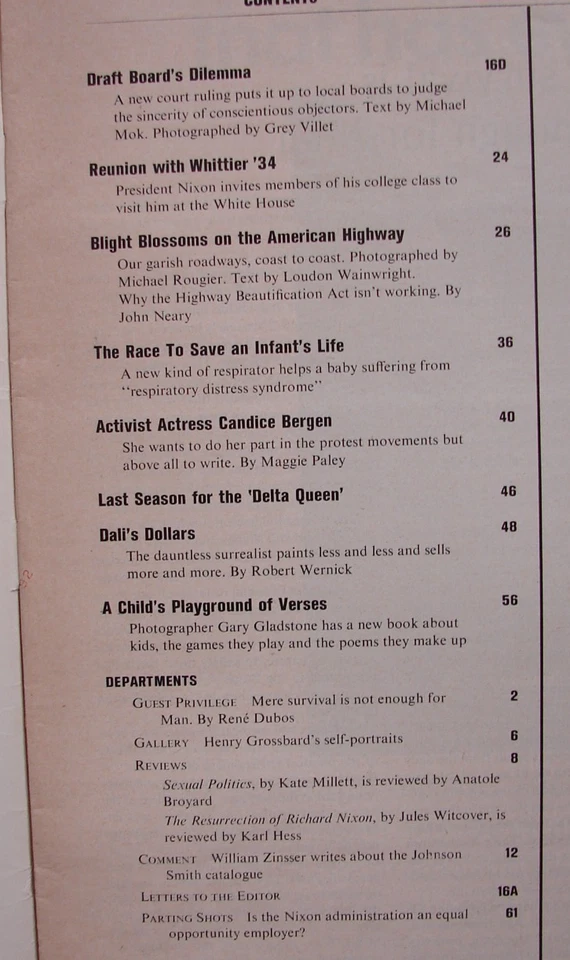 CONTENTS
Draft Board's Dilemma 16D
A new court ruling puts it up to local boards to judge
the sincerity of conscientious objectors. Text by Michael
Mok. Photographed by Grey Villet
Reunion with Whittier '34 24
President Nixon invites members of his college class to
visit him at the White House
Blight Blossoms on the American Highway 26
Our garish roadways, coast to coast. Photographed by
Michael Rougier. Text by Loudon Wainwright.
Why the Highway Beautification Act isn't working. By
John Neary
The Race To Save an Infant's Life 36
A new kind of respirator helps a baby suffering from
"respiratory distress syndrome"
Activist Actress Candice Bergen 40
She wants to do her part in the protest movements but
above all to write. By Maggie Paley
Last Season for the 'Delta Queen' 46
Dali's Dollars 48
The dauntless surrealist paints less and less and sells
more and more. By Robert Wernick
A Child's Playground of Verses 56
Photographer Gary Gladstone has a new book about
kids, the games they play and the poems they make up
DEPARTMENTS
GUEST PRIVILEGE Mere survival is not enough for 2
Man. By René Dubos
GALLERY Henry Grossbard's self-portraits 6
REVIEWS 8
Sexual Politics, by Kate Millett, is reviewed by Anatole
Broyard
The Resurrection of Richard Nixon, by Jules Witcover, is
reviewed by Karl Hess
COMMENT William Zinsser writes about the Johnson 12
Smith catalogue
LETTERS TO THE EDITOR 16A
PARTING SHOTS Is the Nixon administration an equal 61
opportunity employer?